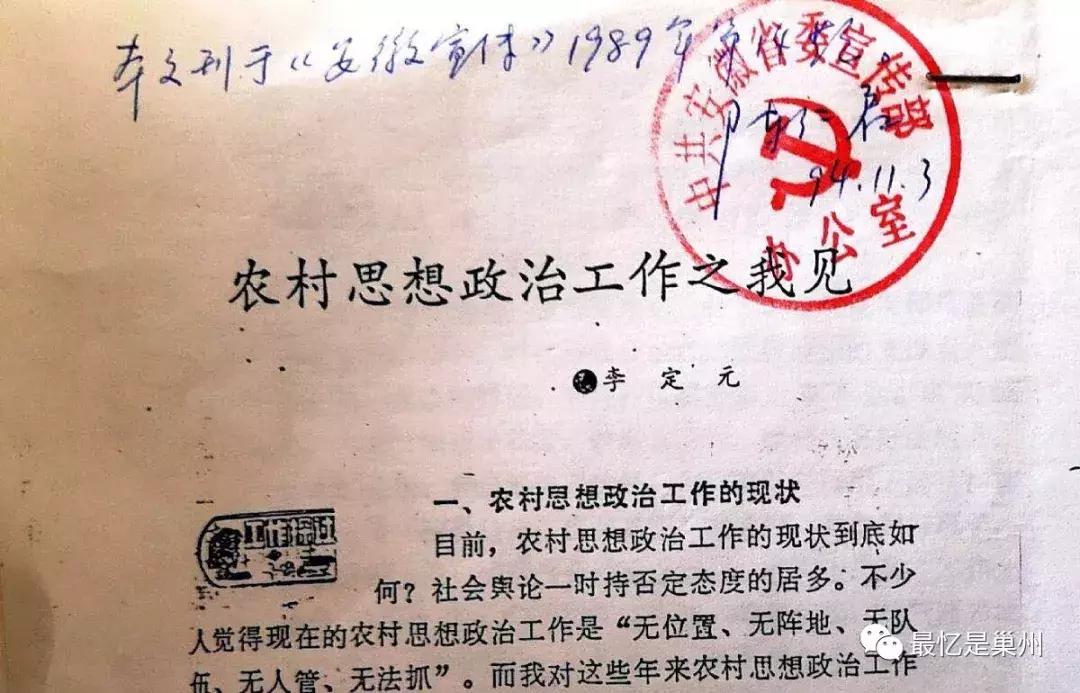 本文刊于《安徽宣传》1989年第
94.11.3
中共安徽省委宣传部
办公室
农村思想政治工作之我见
李定元
一、农村思想政治工作的现状
目前，农村思想政治工作的现状到底如
何？社会舆论一时持否定态度的居多。不少
人觉得现在的农村思想政治工作是“无位置、无阵地、无队
伍、无人管、无法抓”。而我对这些年来农村思想政治工作
最忆是巢州